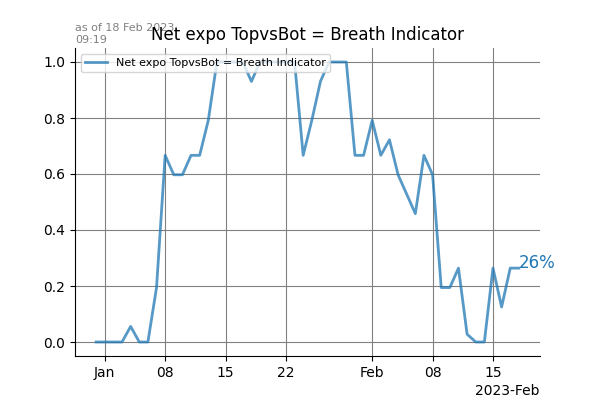 as of 18 Feb 2023
09:19
Net expo TopvsBot = Breath Indicator
Net expo TopvsBot = Breath Indicator
1.0
0.8
0.6
0.4
0.2
0.0
26%
Jan 08 15 22 Feb 08 15
2023-Feb